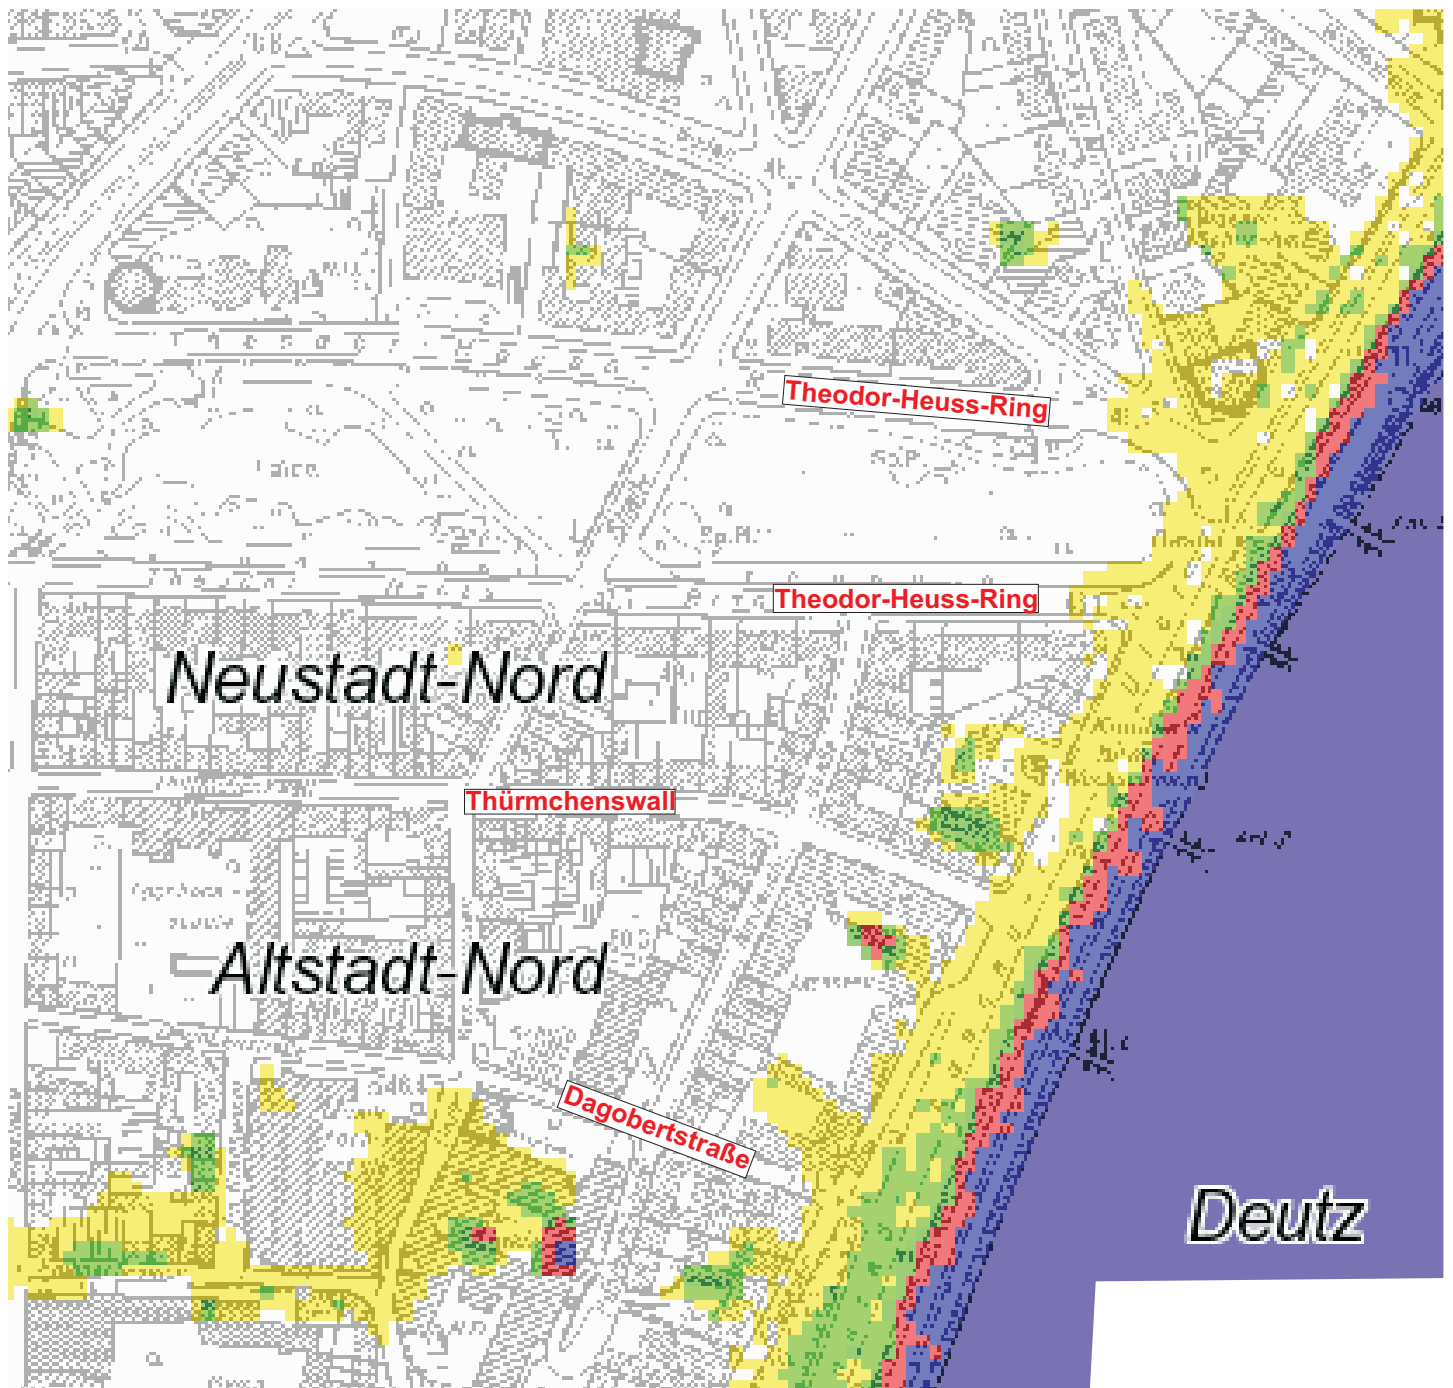 Theodor-Heuss-Ring
Theodor-Heuss-Ring
Neustadt-Nord
Thürmchenswall
Altstadt-Nord
Dagobertstraße
Deutz